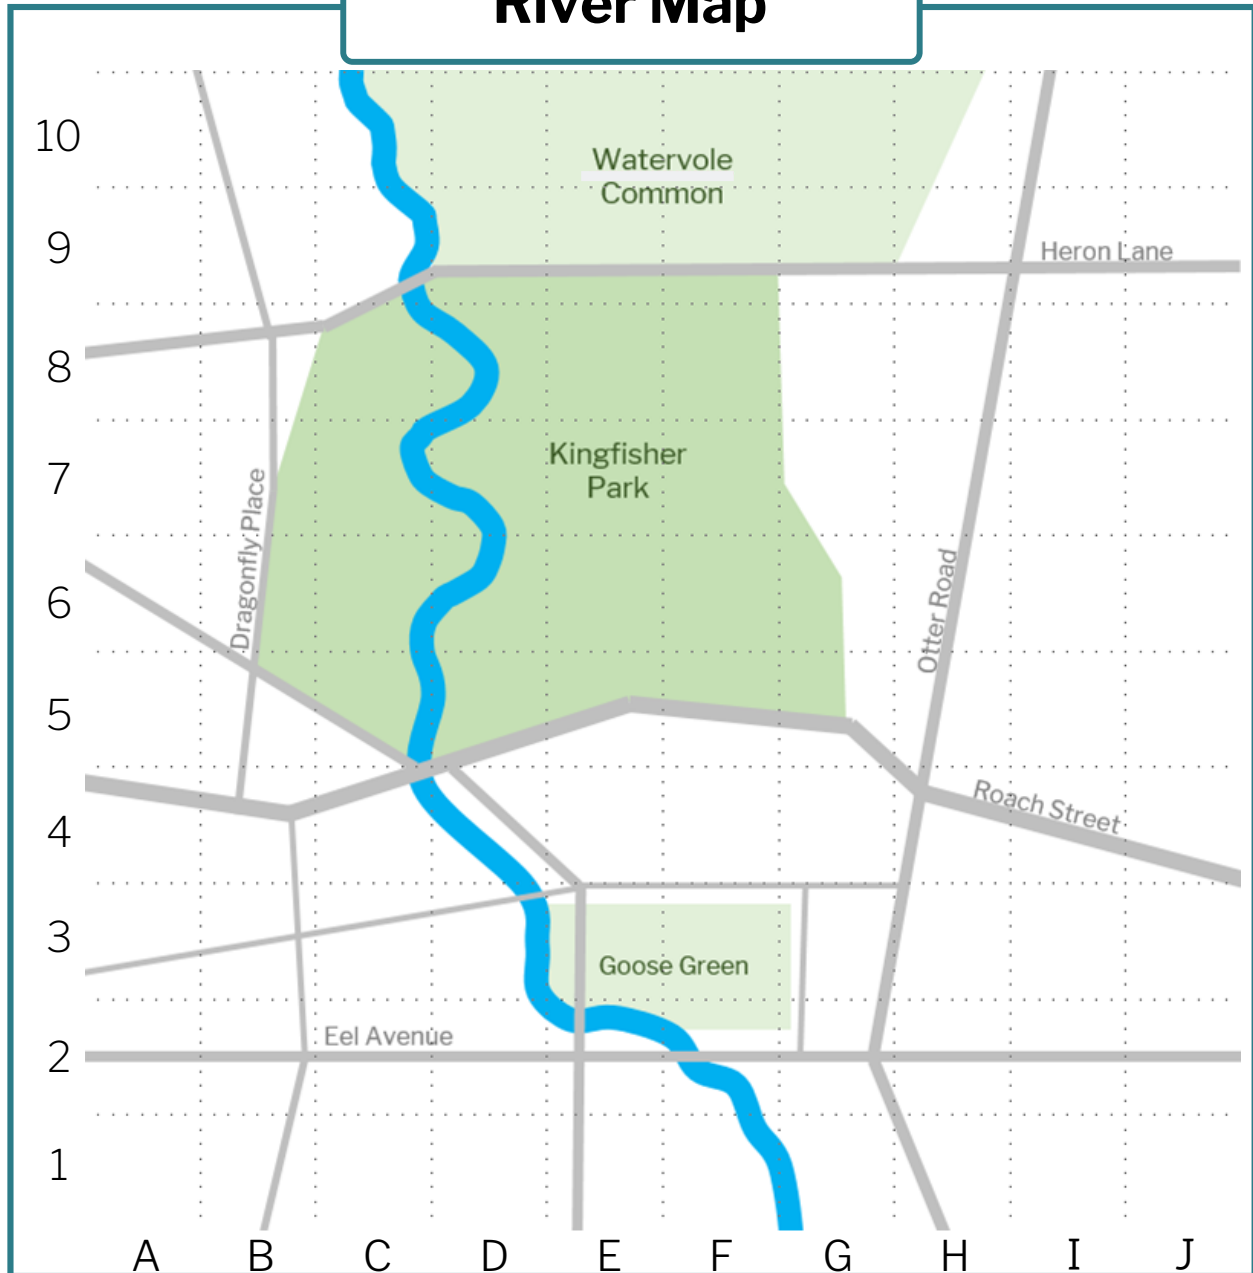 River Map
10
Watervole
Common
9
Heron Lane
8
Kingfisher
Park
7
Dragonfly Place
6
Otter Road
5
Roach Street
4
3
Goose Green
Eel Avenue
2
1
A B C D E F G H I J